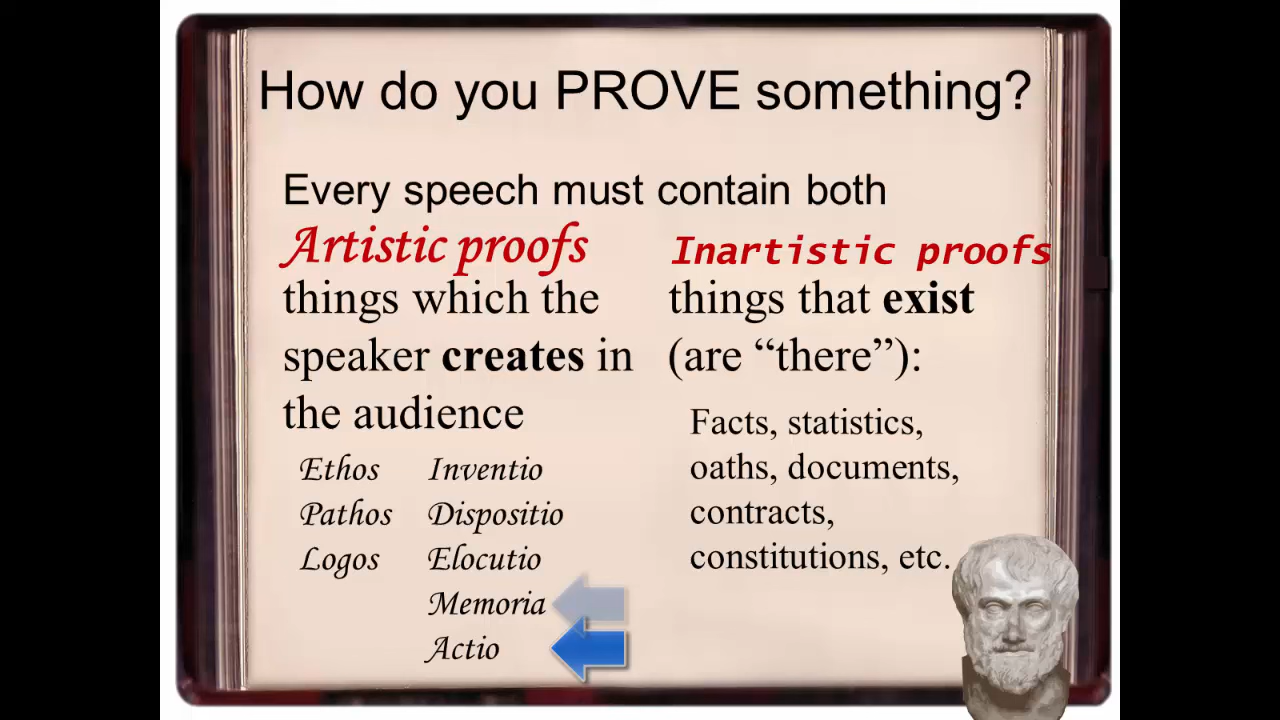 How do you PROVE something?
Every speech must contain both
Artistic proofs
things which the
speaker creates in
the audience
Ethos
Pathos
Logos
Inventio
Dispositio
Elocutio
Memoria
Actio
Inartistic proofs
things that exist
(are “there”):
Facts, statistics,
oaths, documents,
contracts,
constitutions, etc.